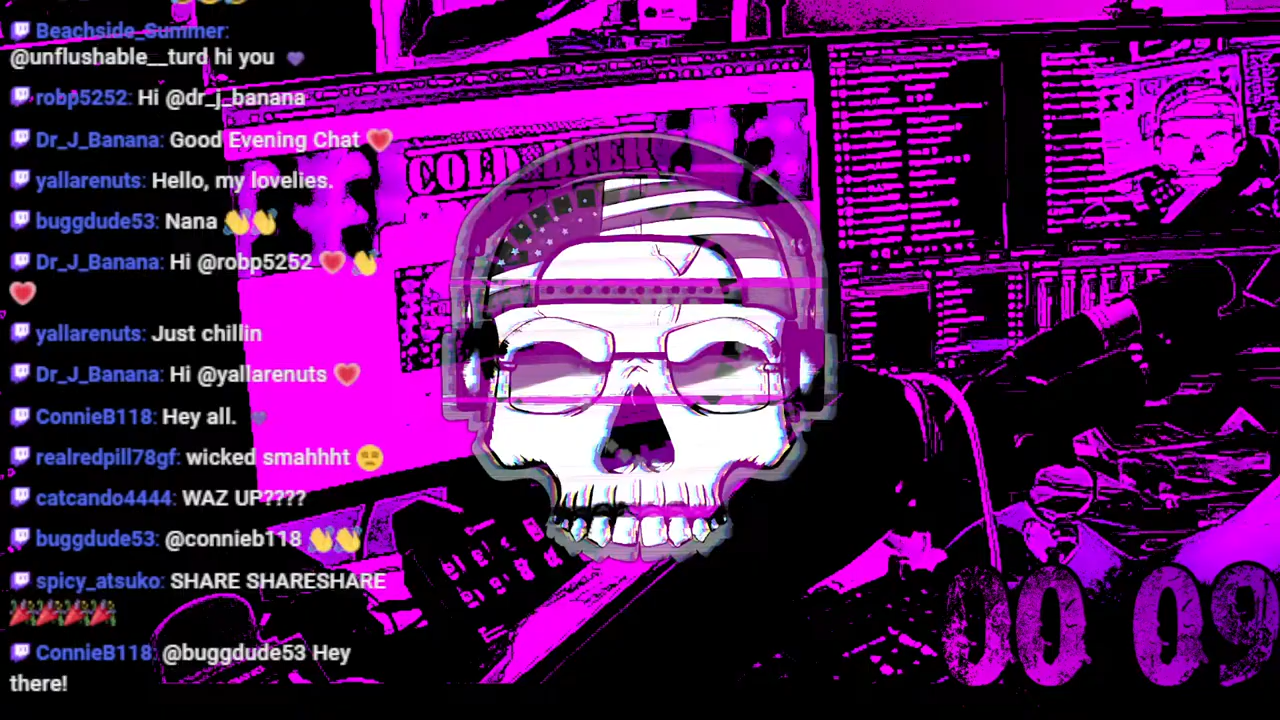 Beachside_Summer:
@unflushable__turd hi you
robp5252: Hi @dr_j_banana
Dr_J_Banana: Good Evening Chat
yallarenuts: Hello, my lovelies.
buggdude53: Nana
Dr_J_Banana: Hi @robp5252
yallarenuts: Just chillin
Dr_J_Banana: Hi @yallarenuts
ConnieB118: Hey all.
realredpill78gf: wicked smahhht
catcando4444: WAZ UP????
buggdude53: @connieb118
spicy_atsuko: SHARE SHARESHARE
ConnieB118: @buggdude53 Hey
there!
COLD BEER
00 09